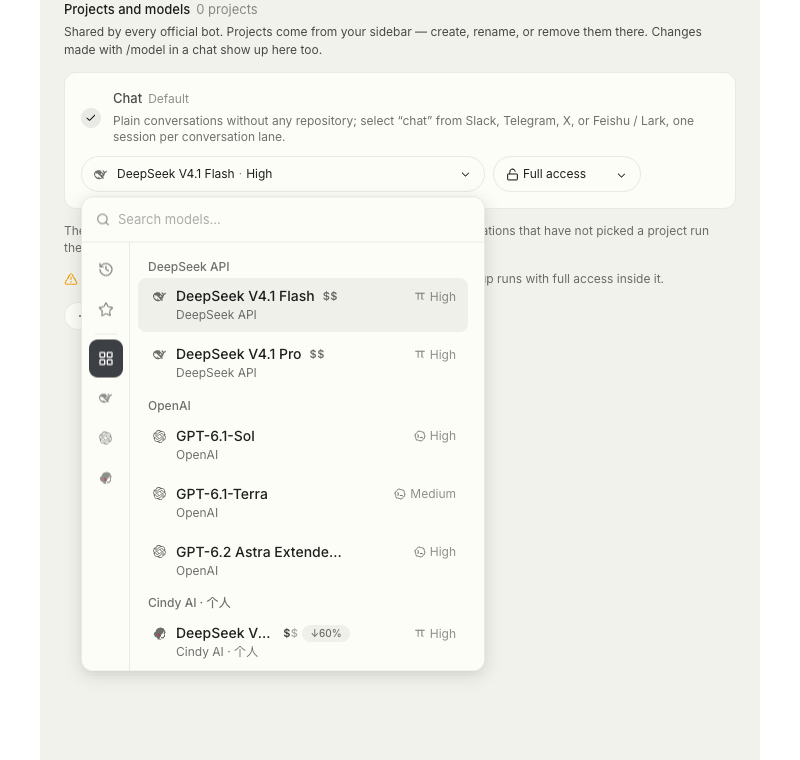 Projects and models 0 projects
Shared by every official bot. Projects come from your sidebar — create, rename, or remove them there. Changes
made with /model in a chat show up here too.
Chat Default
Plain conversations without any repository; select “chat” from Slack, Telegram, X, or Feishu / Lark, one
session per conversation lane.
DeepSeek V4.1 Flash · High
Full access
Search models...
that have not picked a project run
runs with full access inside it.
DeepSeek API
DeepSeek V4.1 Flash $$ High
DeepSeek API
DeepSeek V4.1 Pro $$ High
DeepSeek API
OpenAI
GPT-6.1-Sol High
OpenAI
GPT-6.1-Terra Medium
OpenAI
GPT-6.2 Astra Extende... High
OpenAI
Cindy AI · 个人
DeepSeek V... $$ ↓60% High
Cindy AI · 个人